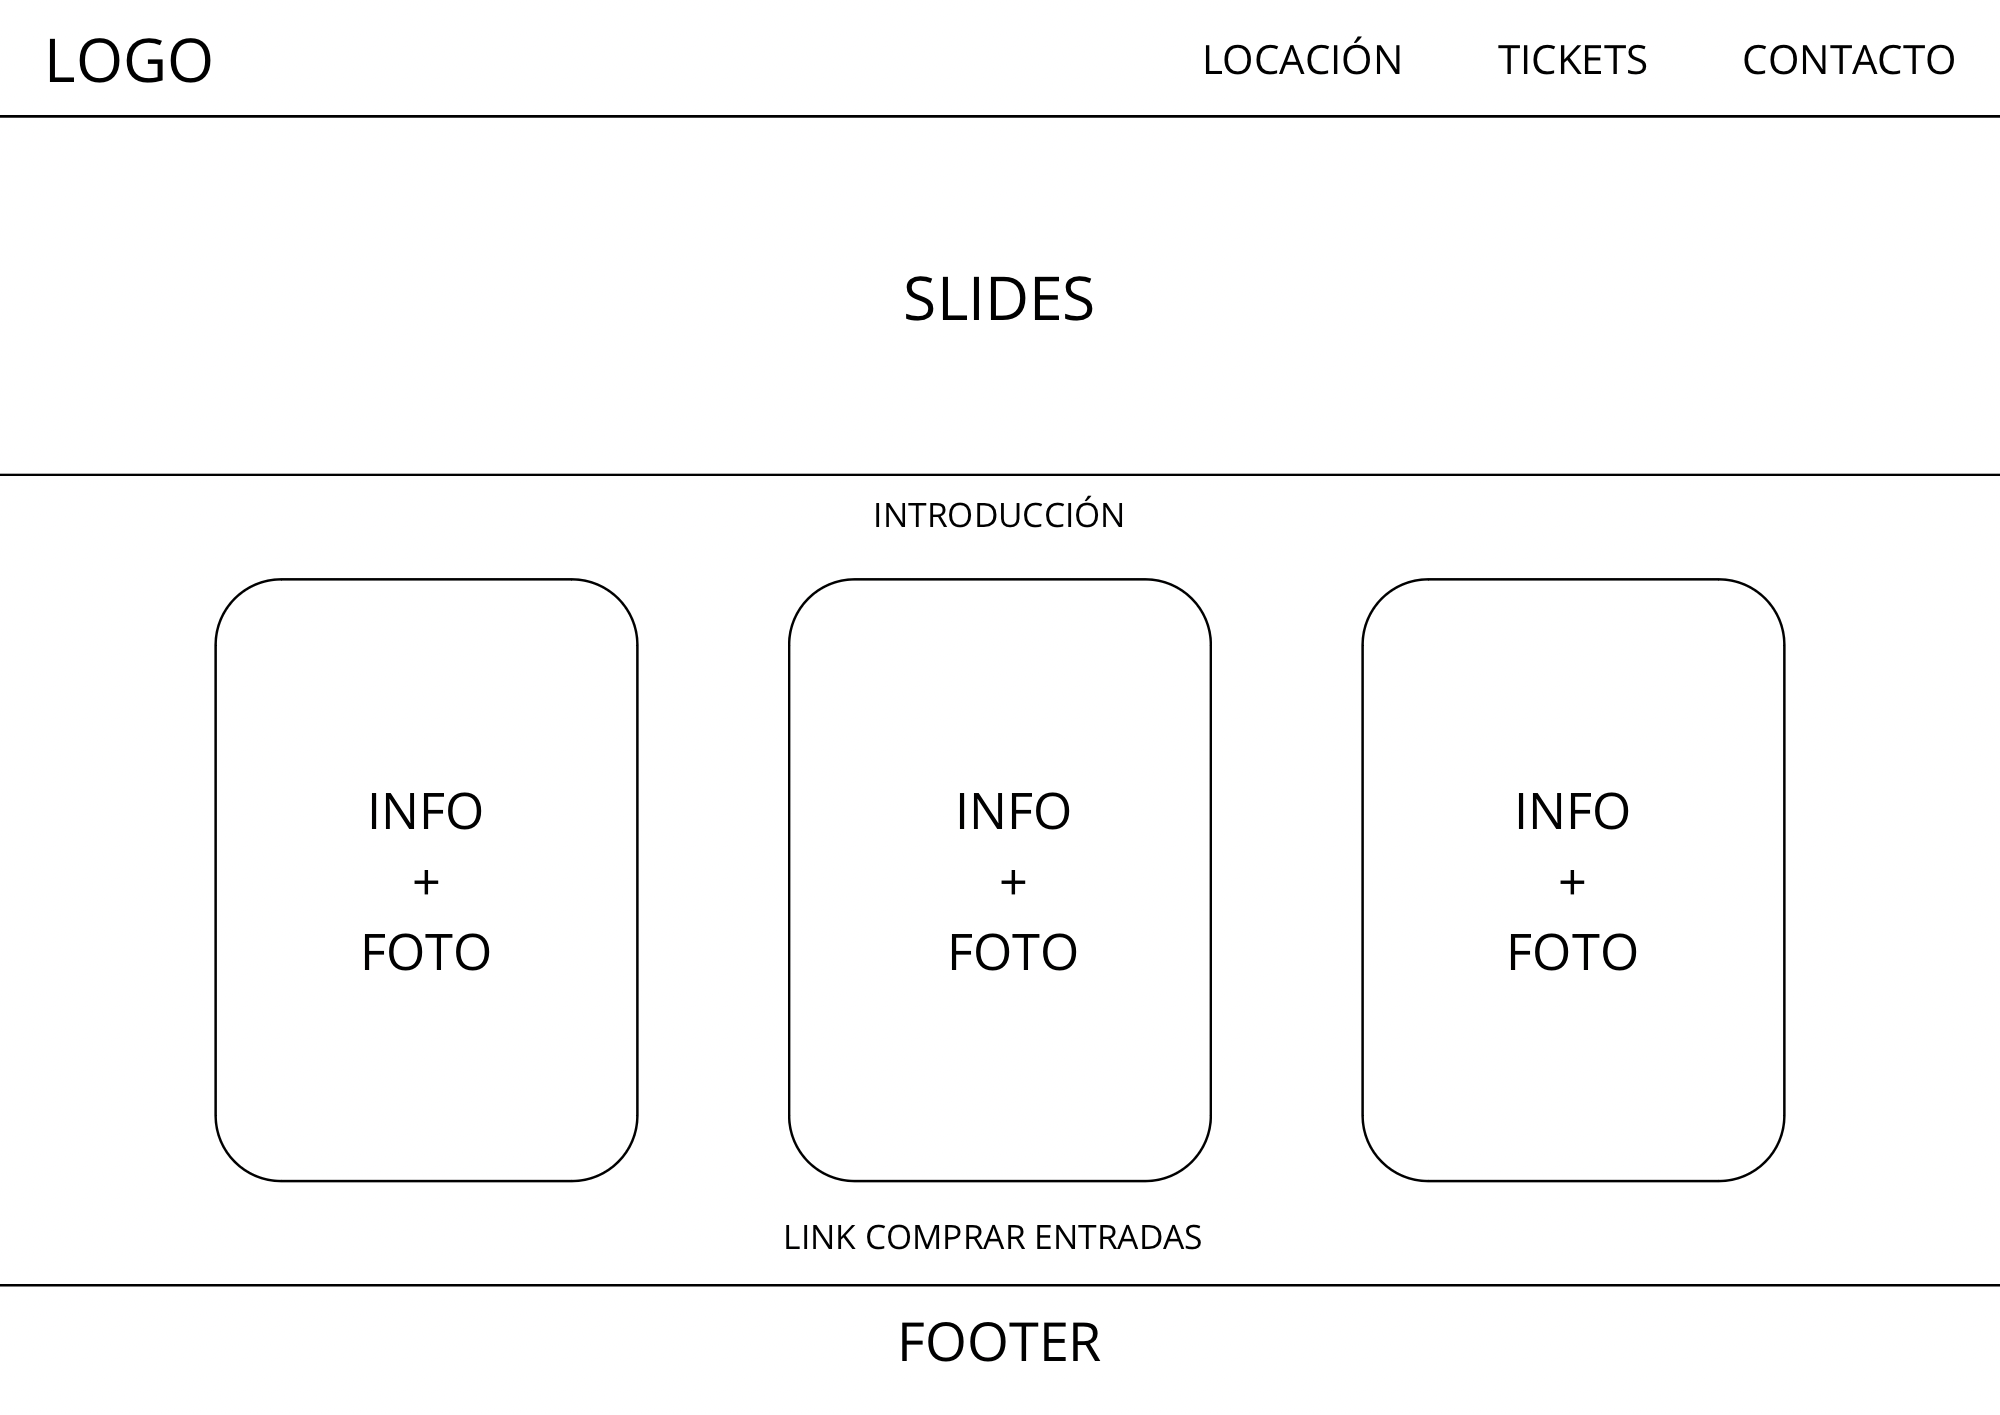 LOGO
LOCACIÓN
TICKETS
CONTACTO
SLIDES
INTRODUCCIÓN
INFO
+
FOTO
INFO
+
FOTO
INFO
+
FOTO
LINK COMPRAR ENTRADAS
FOOTER